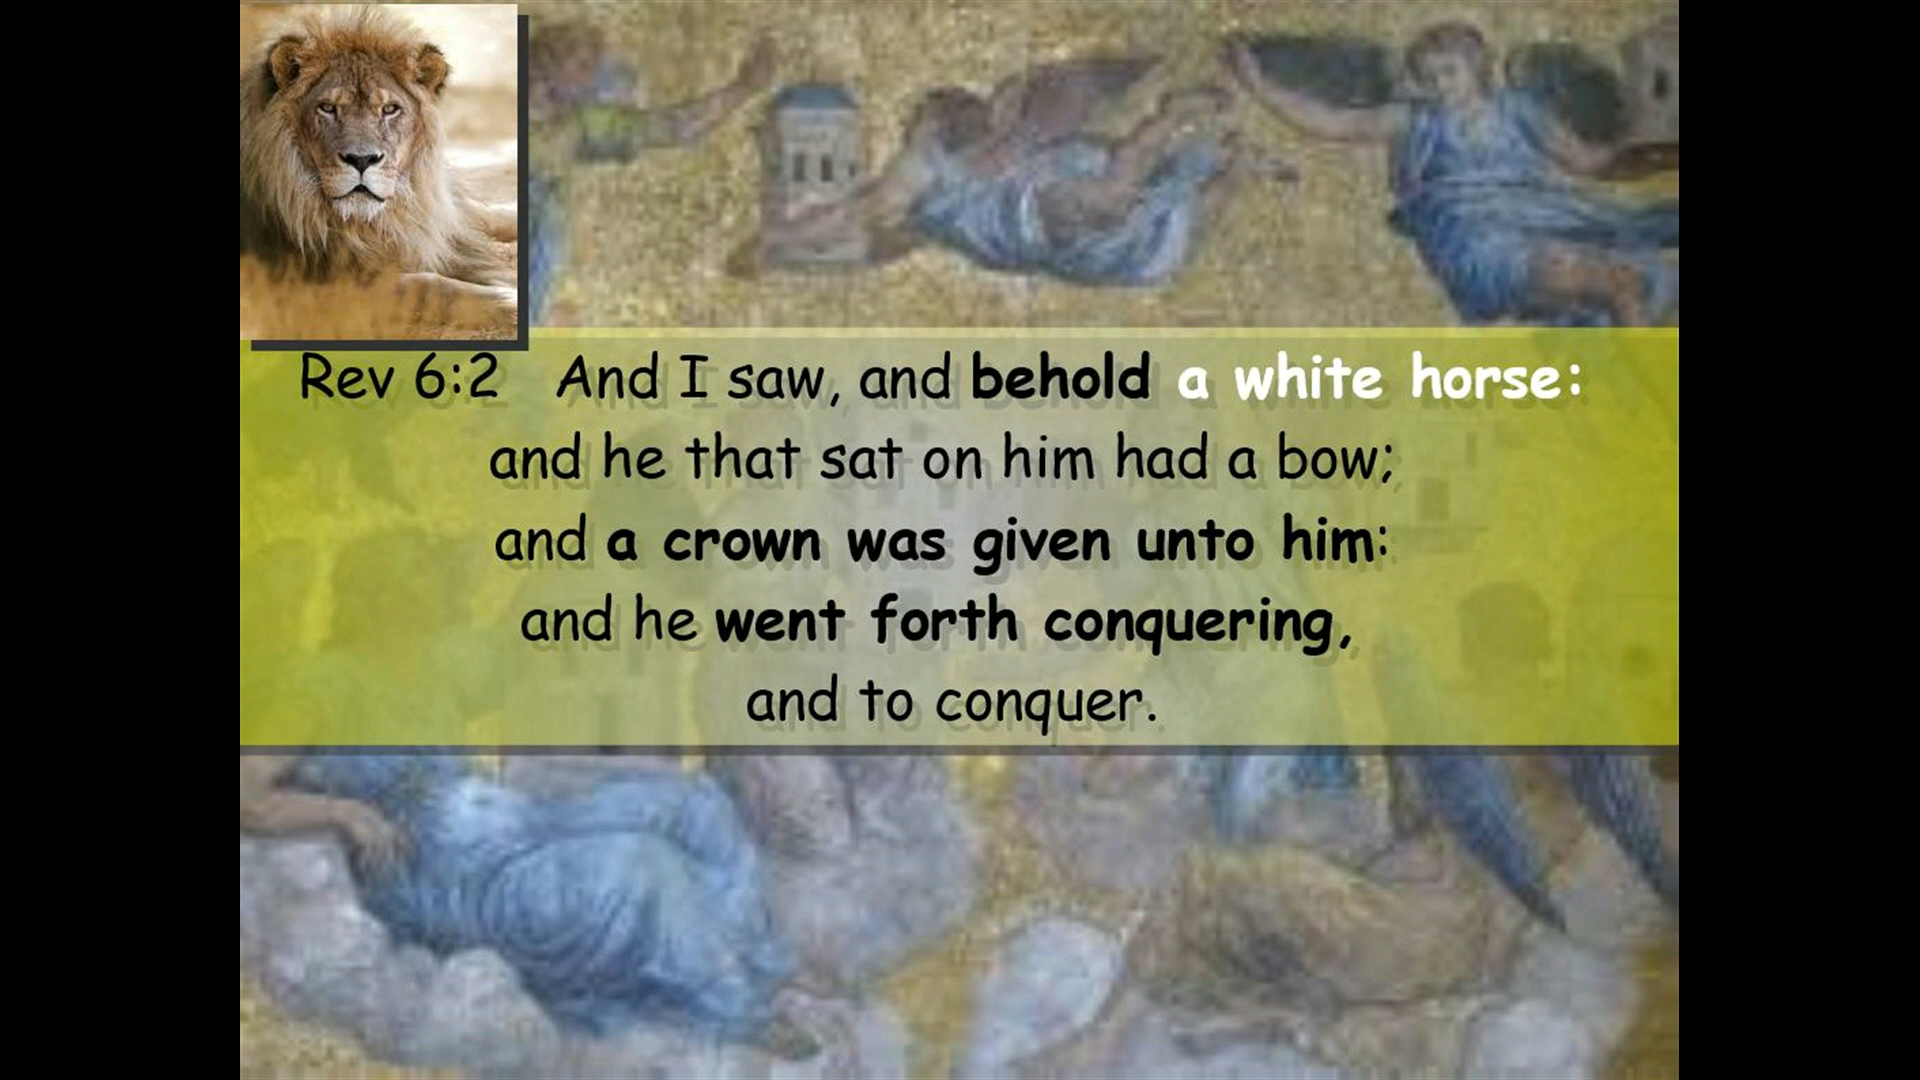 Rev 6:2 And I saw, and behold a white horse:
and he that sat on him had a bow;
and a crown was given unto him:
and he went forth conquering,
and to conquer.